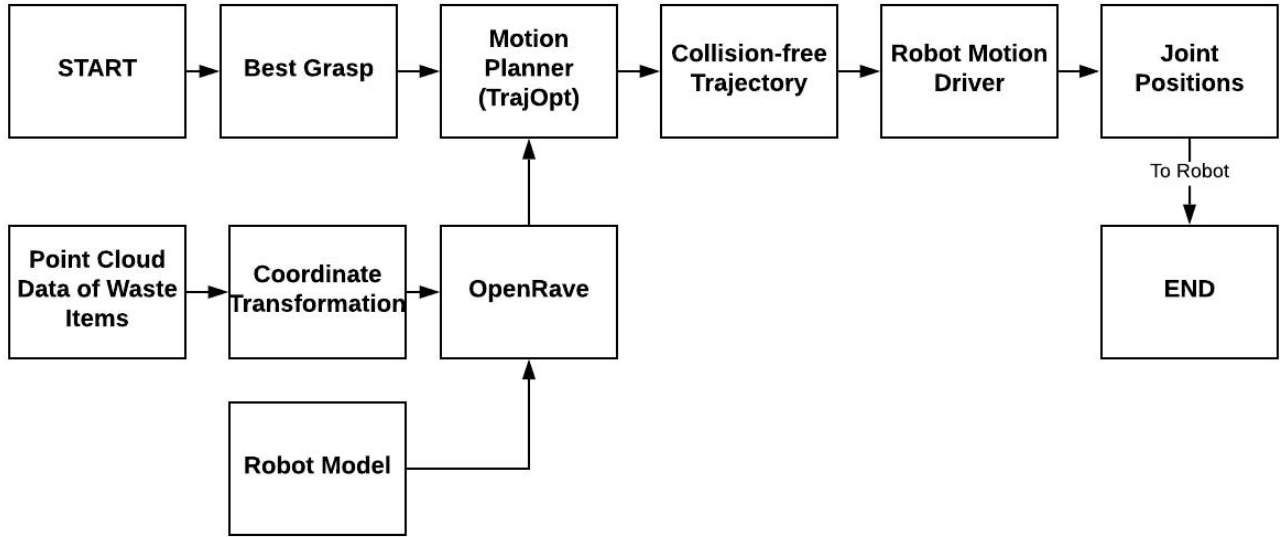 START
Best Grasp
Motion
Planner
(TrajOpt)
Collision-free
Trajectory
Robot Motion
Driver
Joint
Positions
To Robot
Point Cloud
Data of Waste
Items
Coordinate
Transformation
OpenRave
END
Robot Model